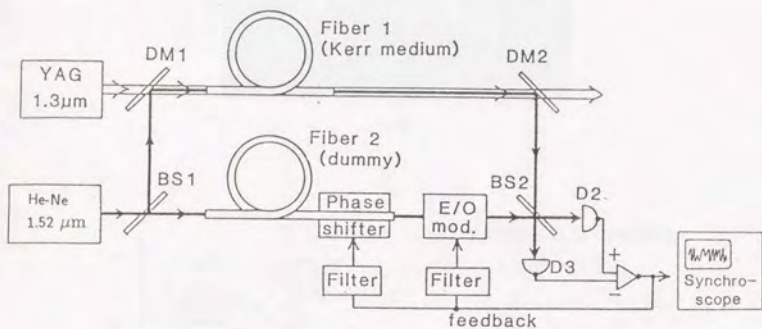 Fiber 1
(Kerr medium)
DM1
DM2
YAG
1.3μm
Fiber 2
(dummy)
BS1
BS2
He-Ne
1.52 μm
Phase
shifter
E/O
mod.
D2
D3
+
−
Filter
Filter
Synchro-
scope
feedback